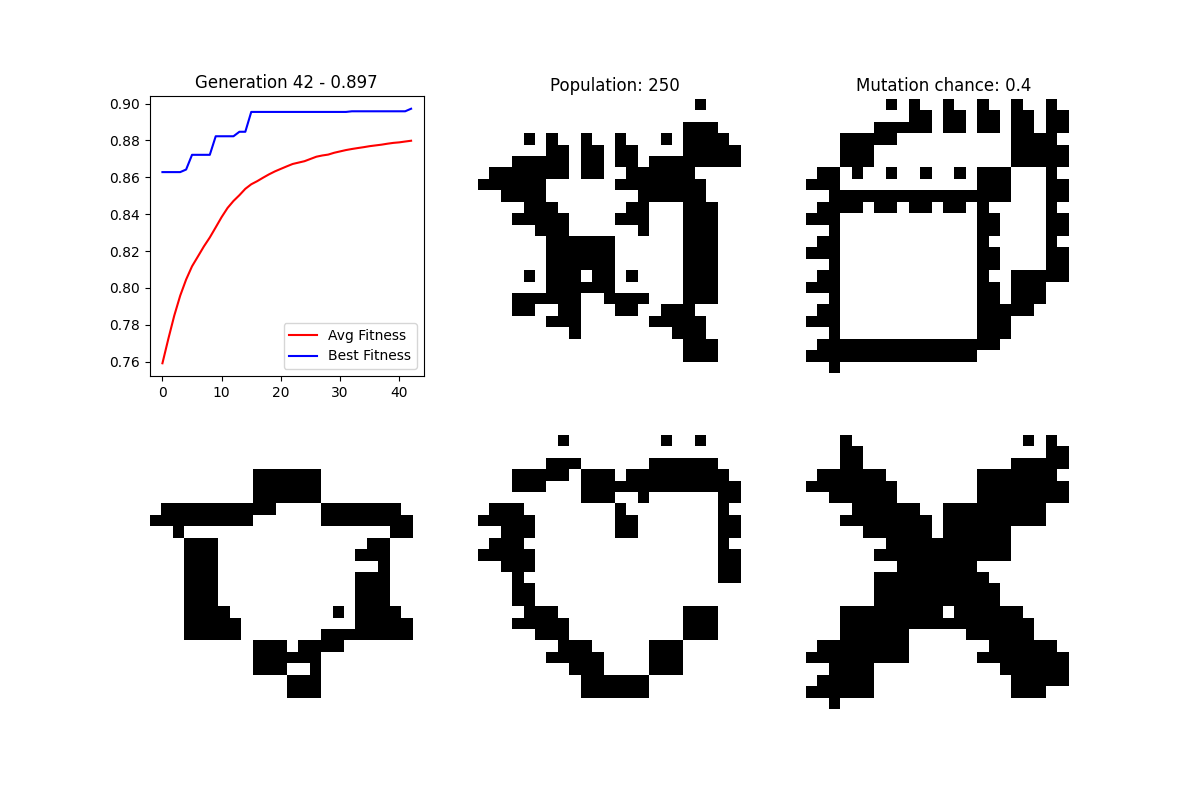 Generation 42 - 0.897
Population: 250
Mutation chance: 0.4
0.90
0.88
0.86
0.84
0.82
0.80
0.78
0.76
Avg Fitness
Best Fitness
0 10 20 30 40